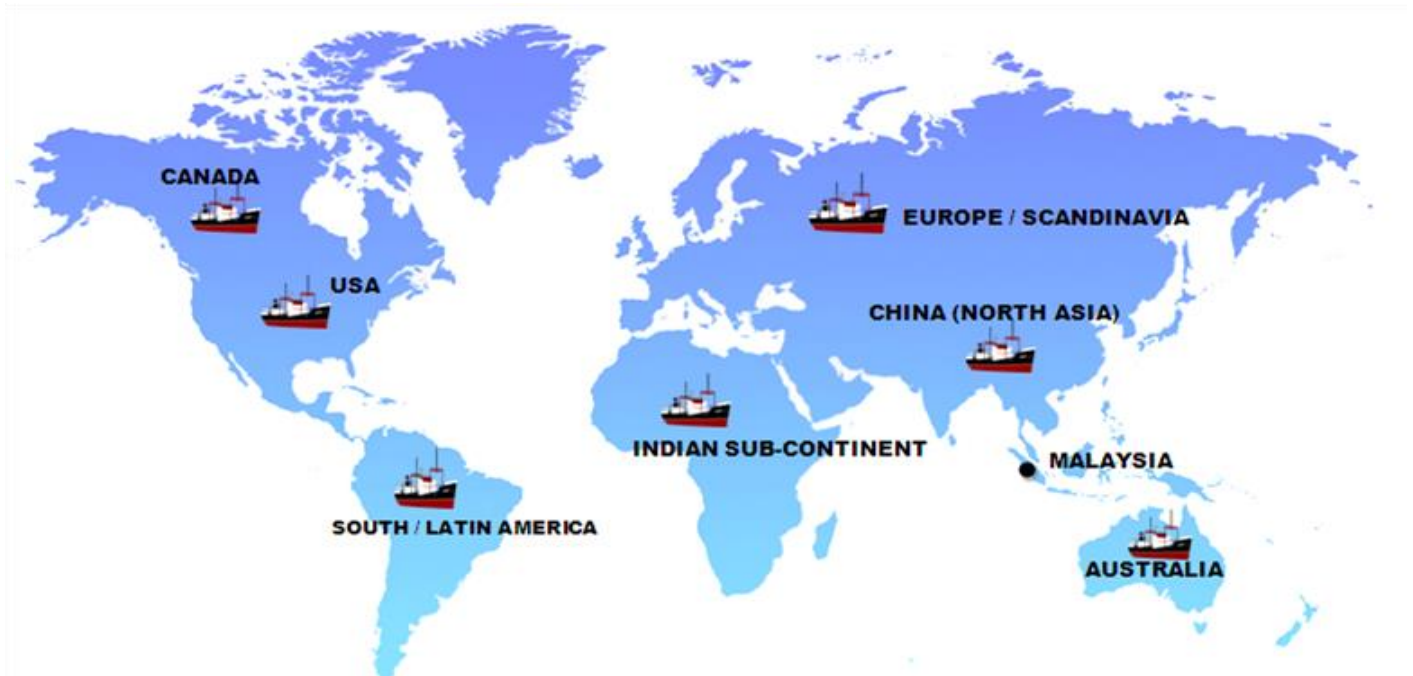 CANADA
EUROPE / SCANDINAVIA
USA
CHINA (NORTH ASIA)
INDIAN SUB-CONTINENT
MALAYSIA
SOUTH / LATIN AMERICA
AUSTRALIA